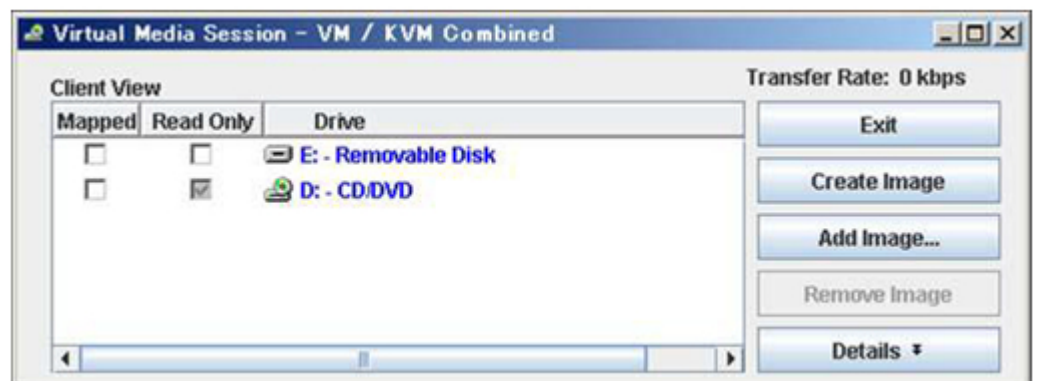 Virtual Media Session - VM / KVM Combined
Client View
Transfer Rate: 0 kbps
Mapped Read Only Drive
E: - Removable Disk
D: - CD/DVD
Exit
Create Image
Add Image...
Remove Image
Details